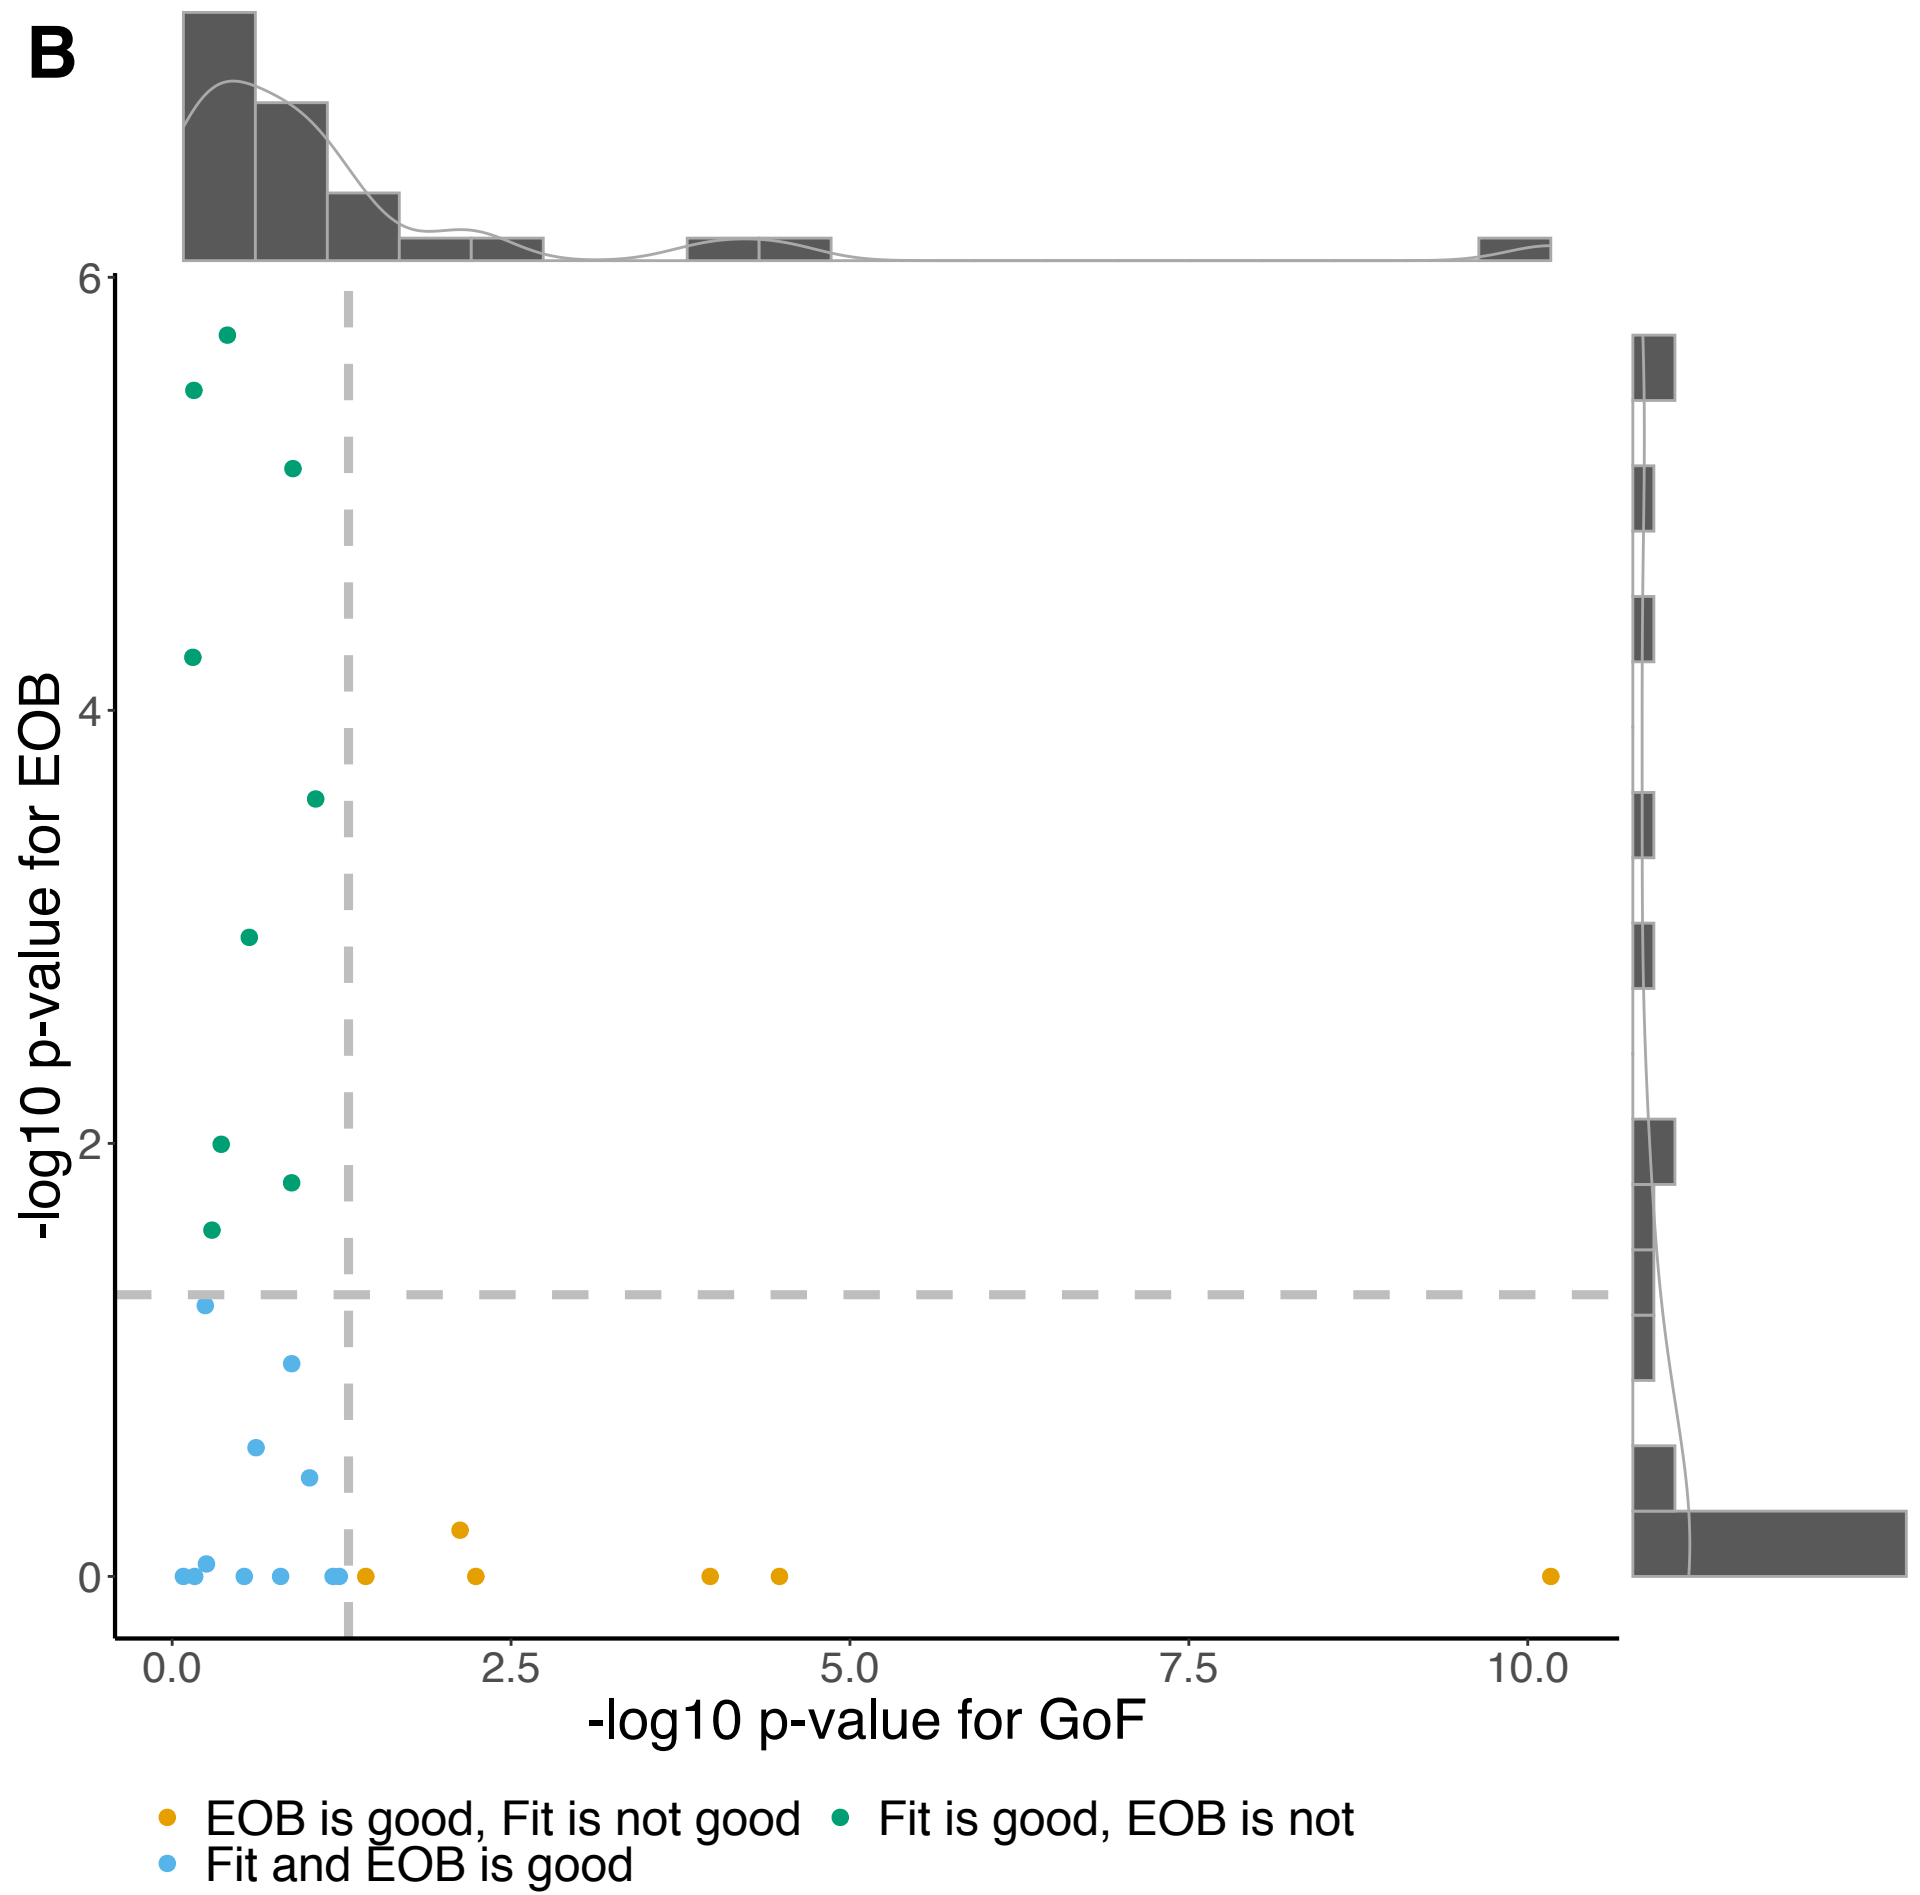 B
6
4
2
0
-log10 p-value for EOB
0.0 2.5 5.0 7.5 10.0
-log10 p-value for GoF
EOB is good, Fit is not good Fit is good, EOB is not
Fit and EOB is good